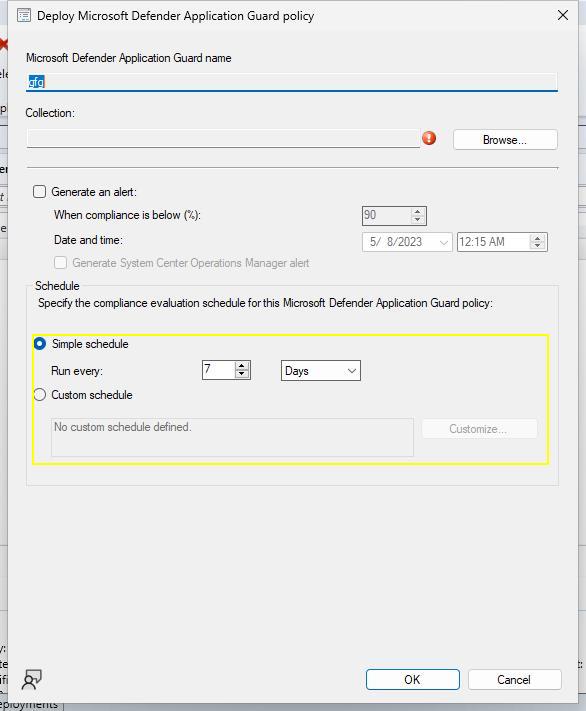 Deploy Microsoft Defender Application Guard policy
Microsoft Defender Application Guard name
gfg
Collection:
Browse...
Generate an alert:
When compliance is below (%):
90
Date and time:
5/ 8/2023
12:15 AM
Generate System Center Operations Manager alert
Schedule
Specify the compliance evaluation schedule for this Microsoft Defender Application Guard policy:
Simple schedule
Run every:
7
Days
Custom schedule
No custom schedule defined.
Customize...
OK
Cancel